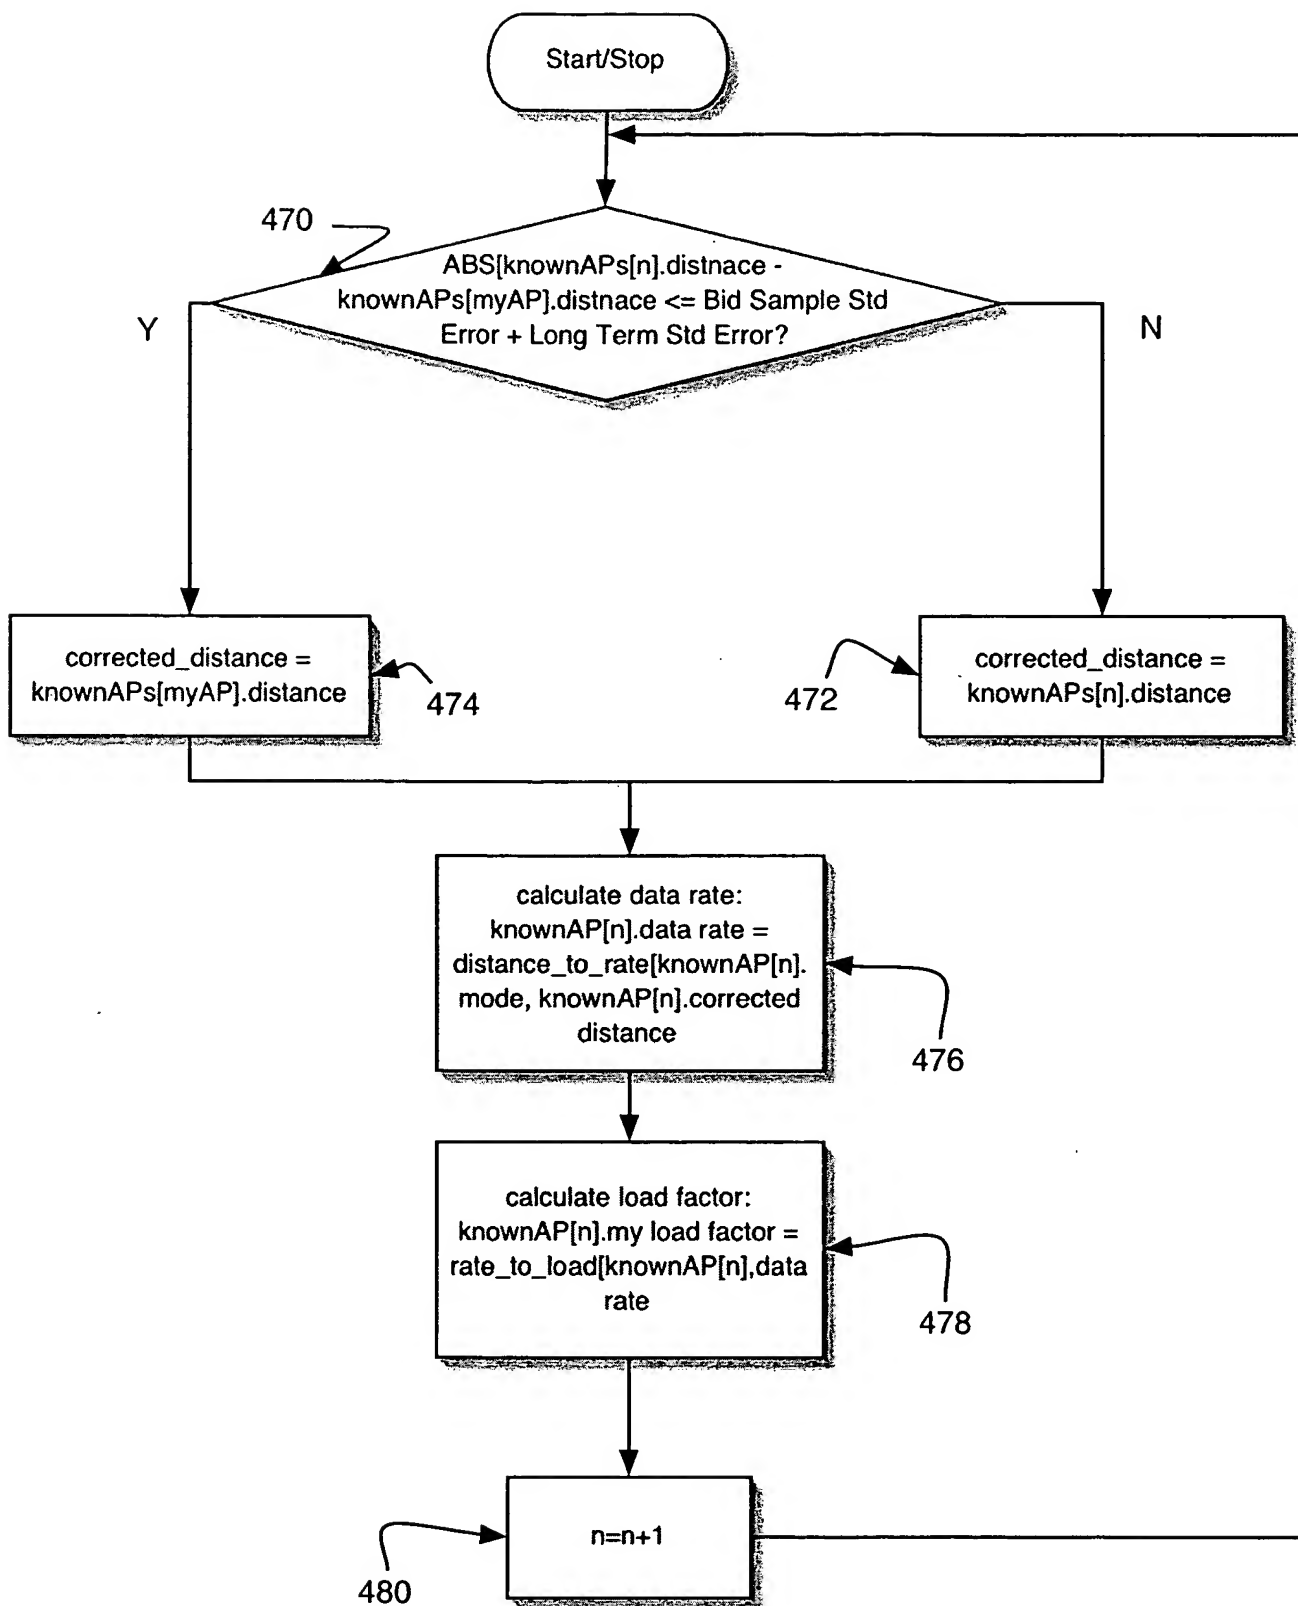 Start/Stop
470
ABS[knownAPs[n].distnace -
knownAPs[myAP].distnace <= Bid Sample Std
Error + Long Term Std Error?
Y
N
corrected_distance =
knownAPs[myAP].distance
474
472
corrected_distance =
knownAPs[n].distance
calculate data rate:
knownAP[n].data rate =
distance_to_rate[knownAP[n].
mode, knownAP[n].corrected
distance
476
calculate load factor:
knownAP[n].my load factor =
rate_to_load[knownAP[n],data
rate
478
n=n+1
480